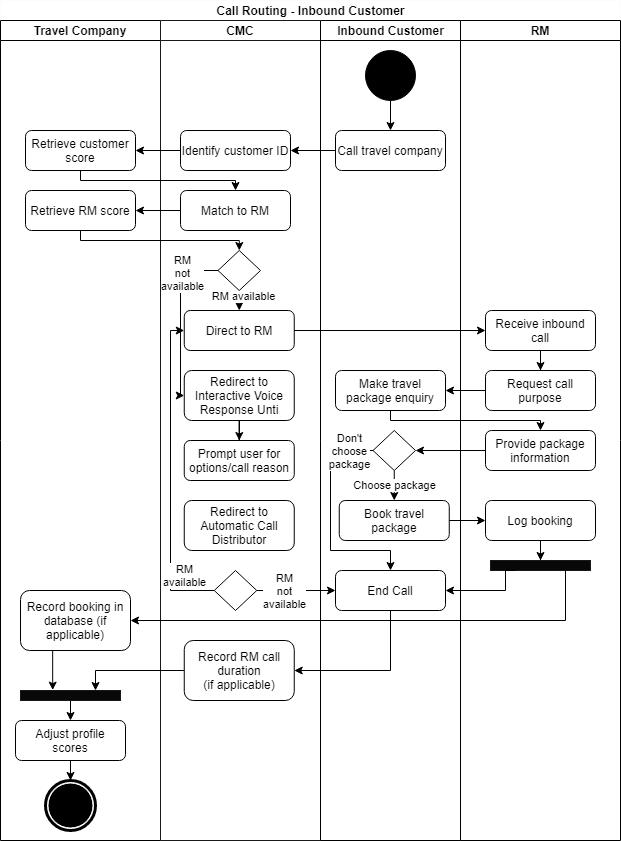 Call Routing - Inbound Customer
Travel Company
CMC
Inbound Customer
RM
Retrieve customer
score
Identify customer ID
Call travel company
Retrieve RM score
Match to RM
RM
not
available
RM available
Direct to RM
Receive inbound
call
Redirect to
Interactive Voice
Response Unti
Make travel
package enquiry
Request call
purpose
Prompt user for
options/call reason
Don't
choose
package
Provide package
information
Choose package
Redirect to
Automatic Call
Distributor
Book travel
package
Log booking
RM
available
RM
not
available
End Call
Record booking in
database (if
applicable)
Record RM call
duration
(if applicable)
Adjust profile
scores